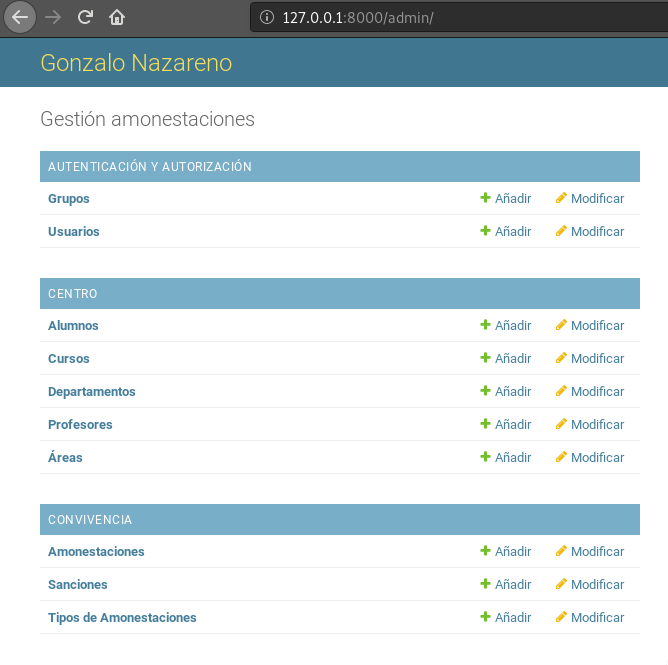 127.0.0.1:8000/admin/
Gonzalo Nazareno
Gestión amonestaciones
AUTENTICACIÓN Y AUTORIZACIÓN
Grupos Añadir Modificar
Usuarios Añadir Modificar
CENTRO
Alumnos Añadir Modificar
Cursos Añadir Modificar
Departamentos Añadir Modificar
Profesores Añadir Modificar
Áreas Añadir Modificar
CONVIVENCIA
Amonestaciones Añadir Modificar
Sanciones Añadir Modificar
Tipos de Amonestaciones Añadir Modificar